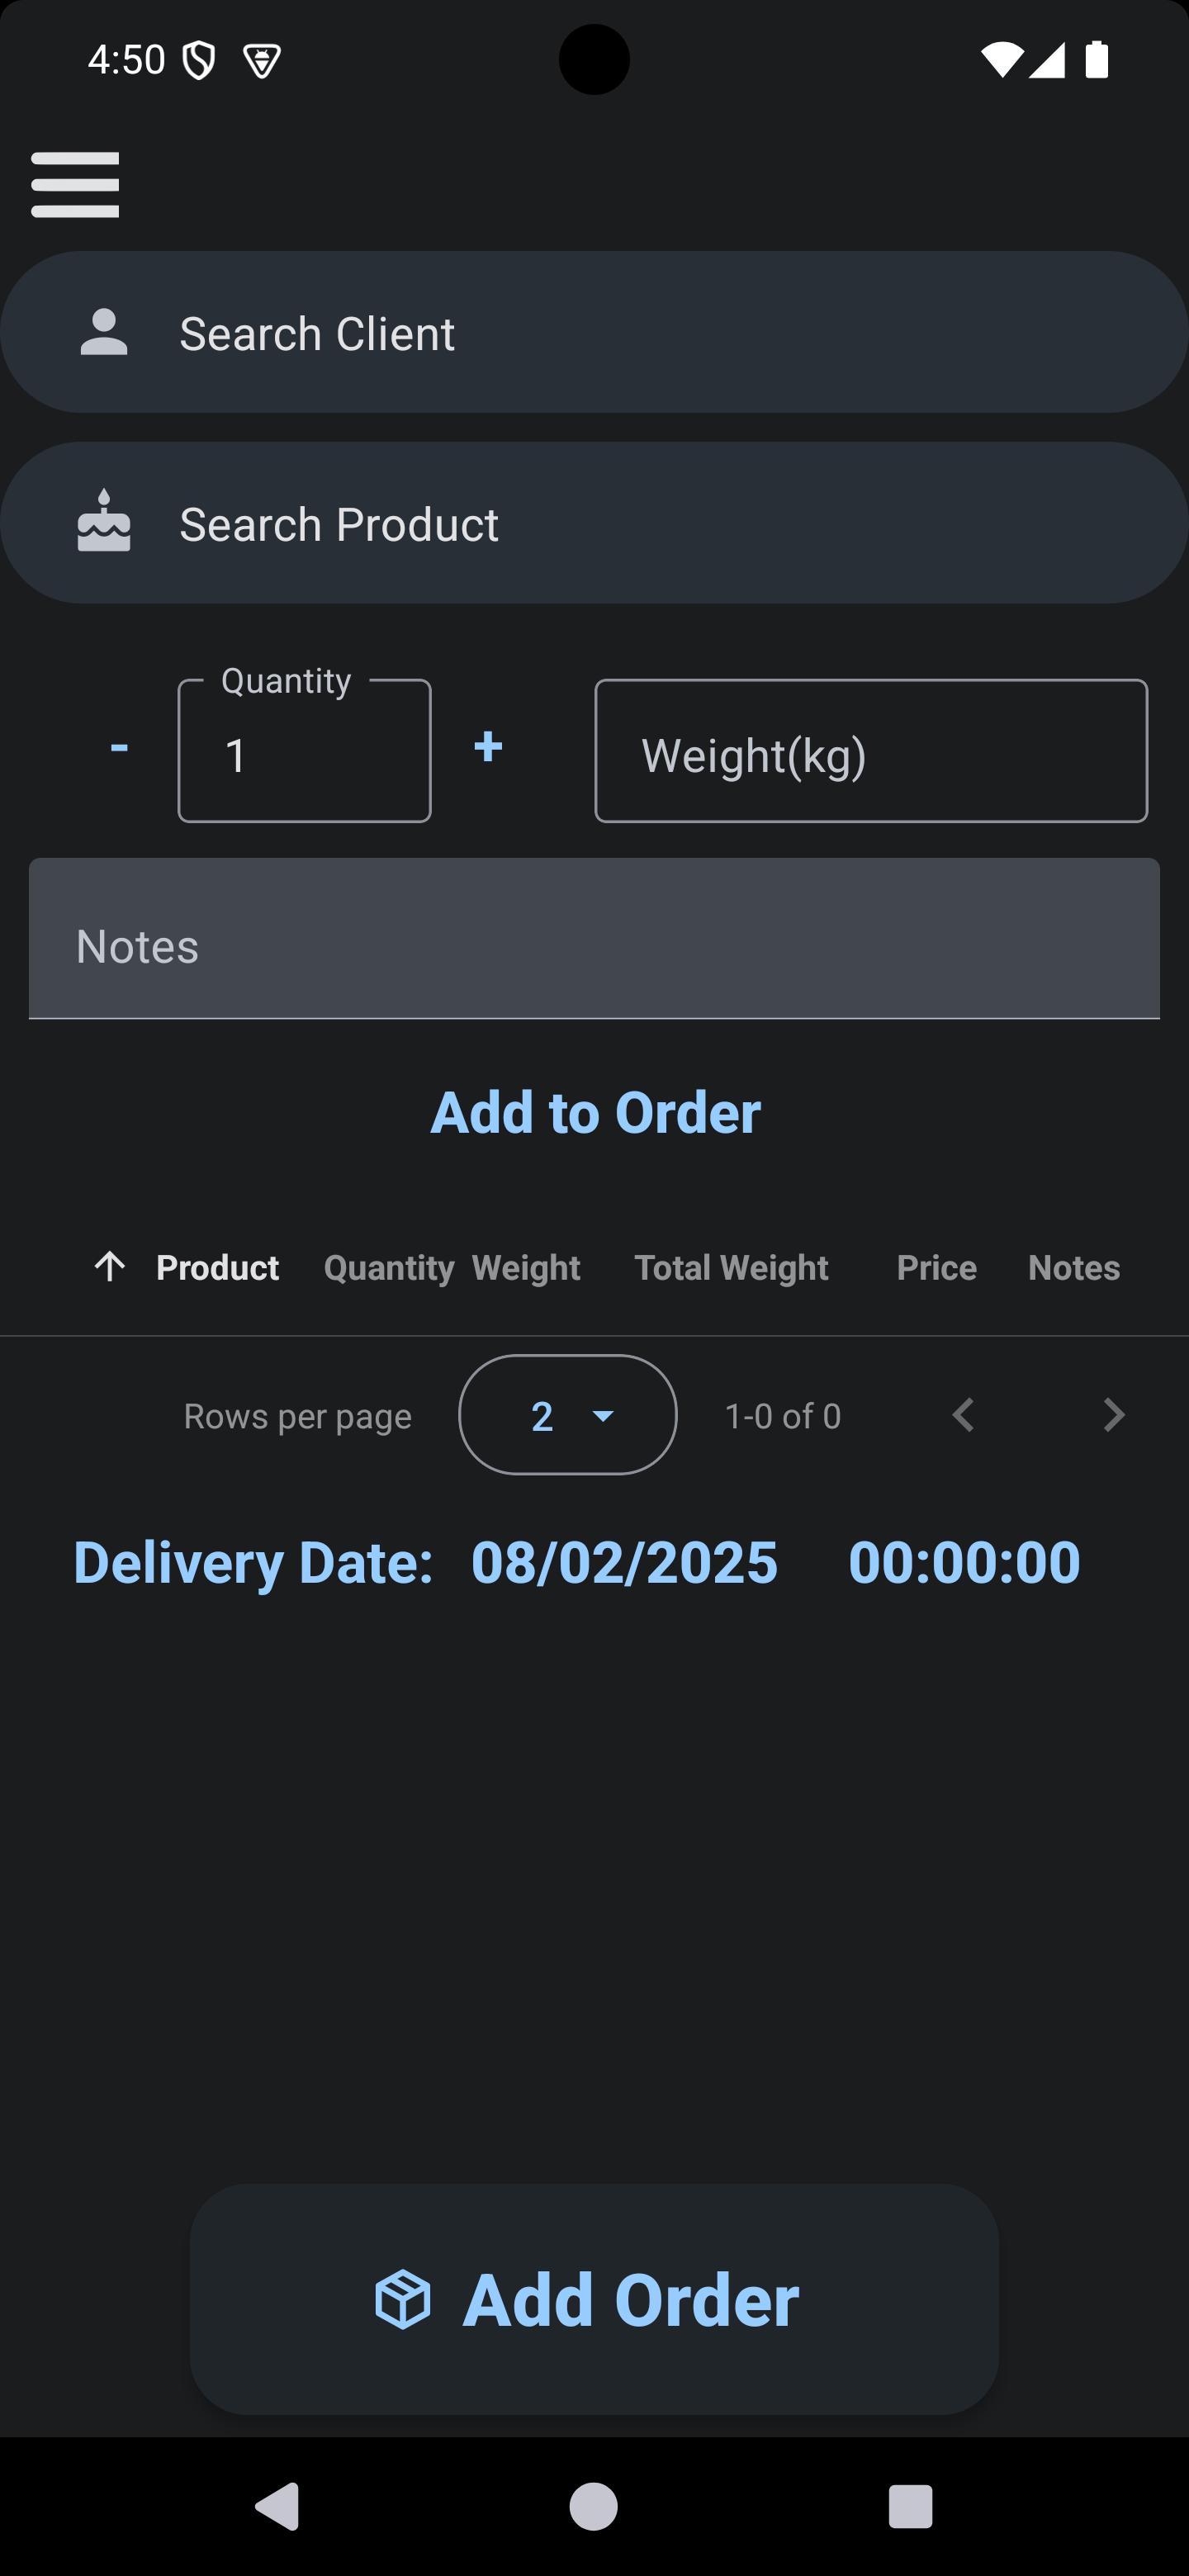 4:50
Search Client
Search Product
Quantity
- 1 + Weight(kg)
Notes
Add to Order
Product Quantity Weight Total Weight Price Notes
Rows per page 2 1-0 of 0
Delivery Date: 08/02/2025 00:00:00
Add Order